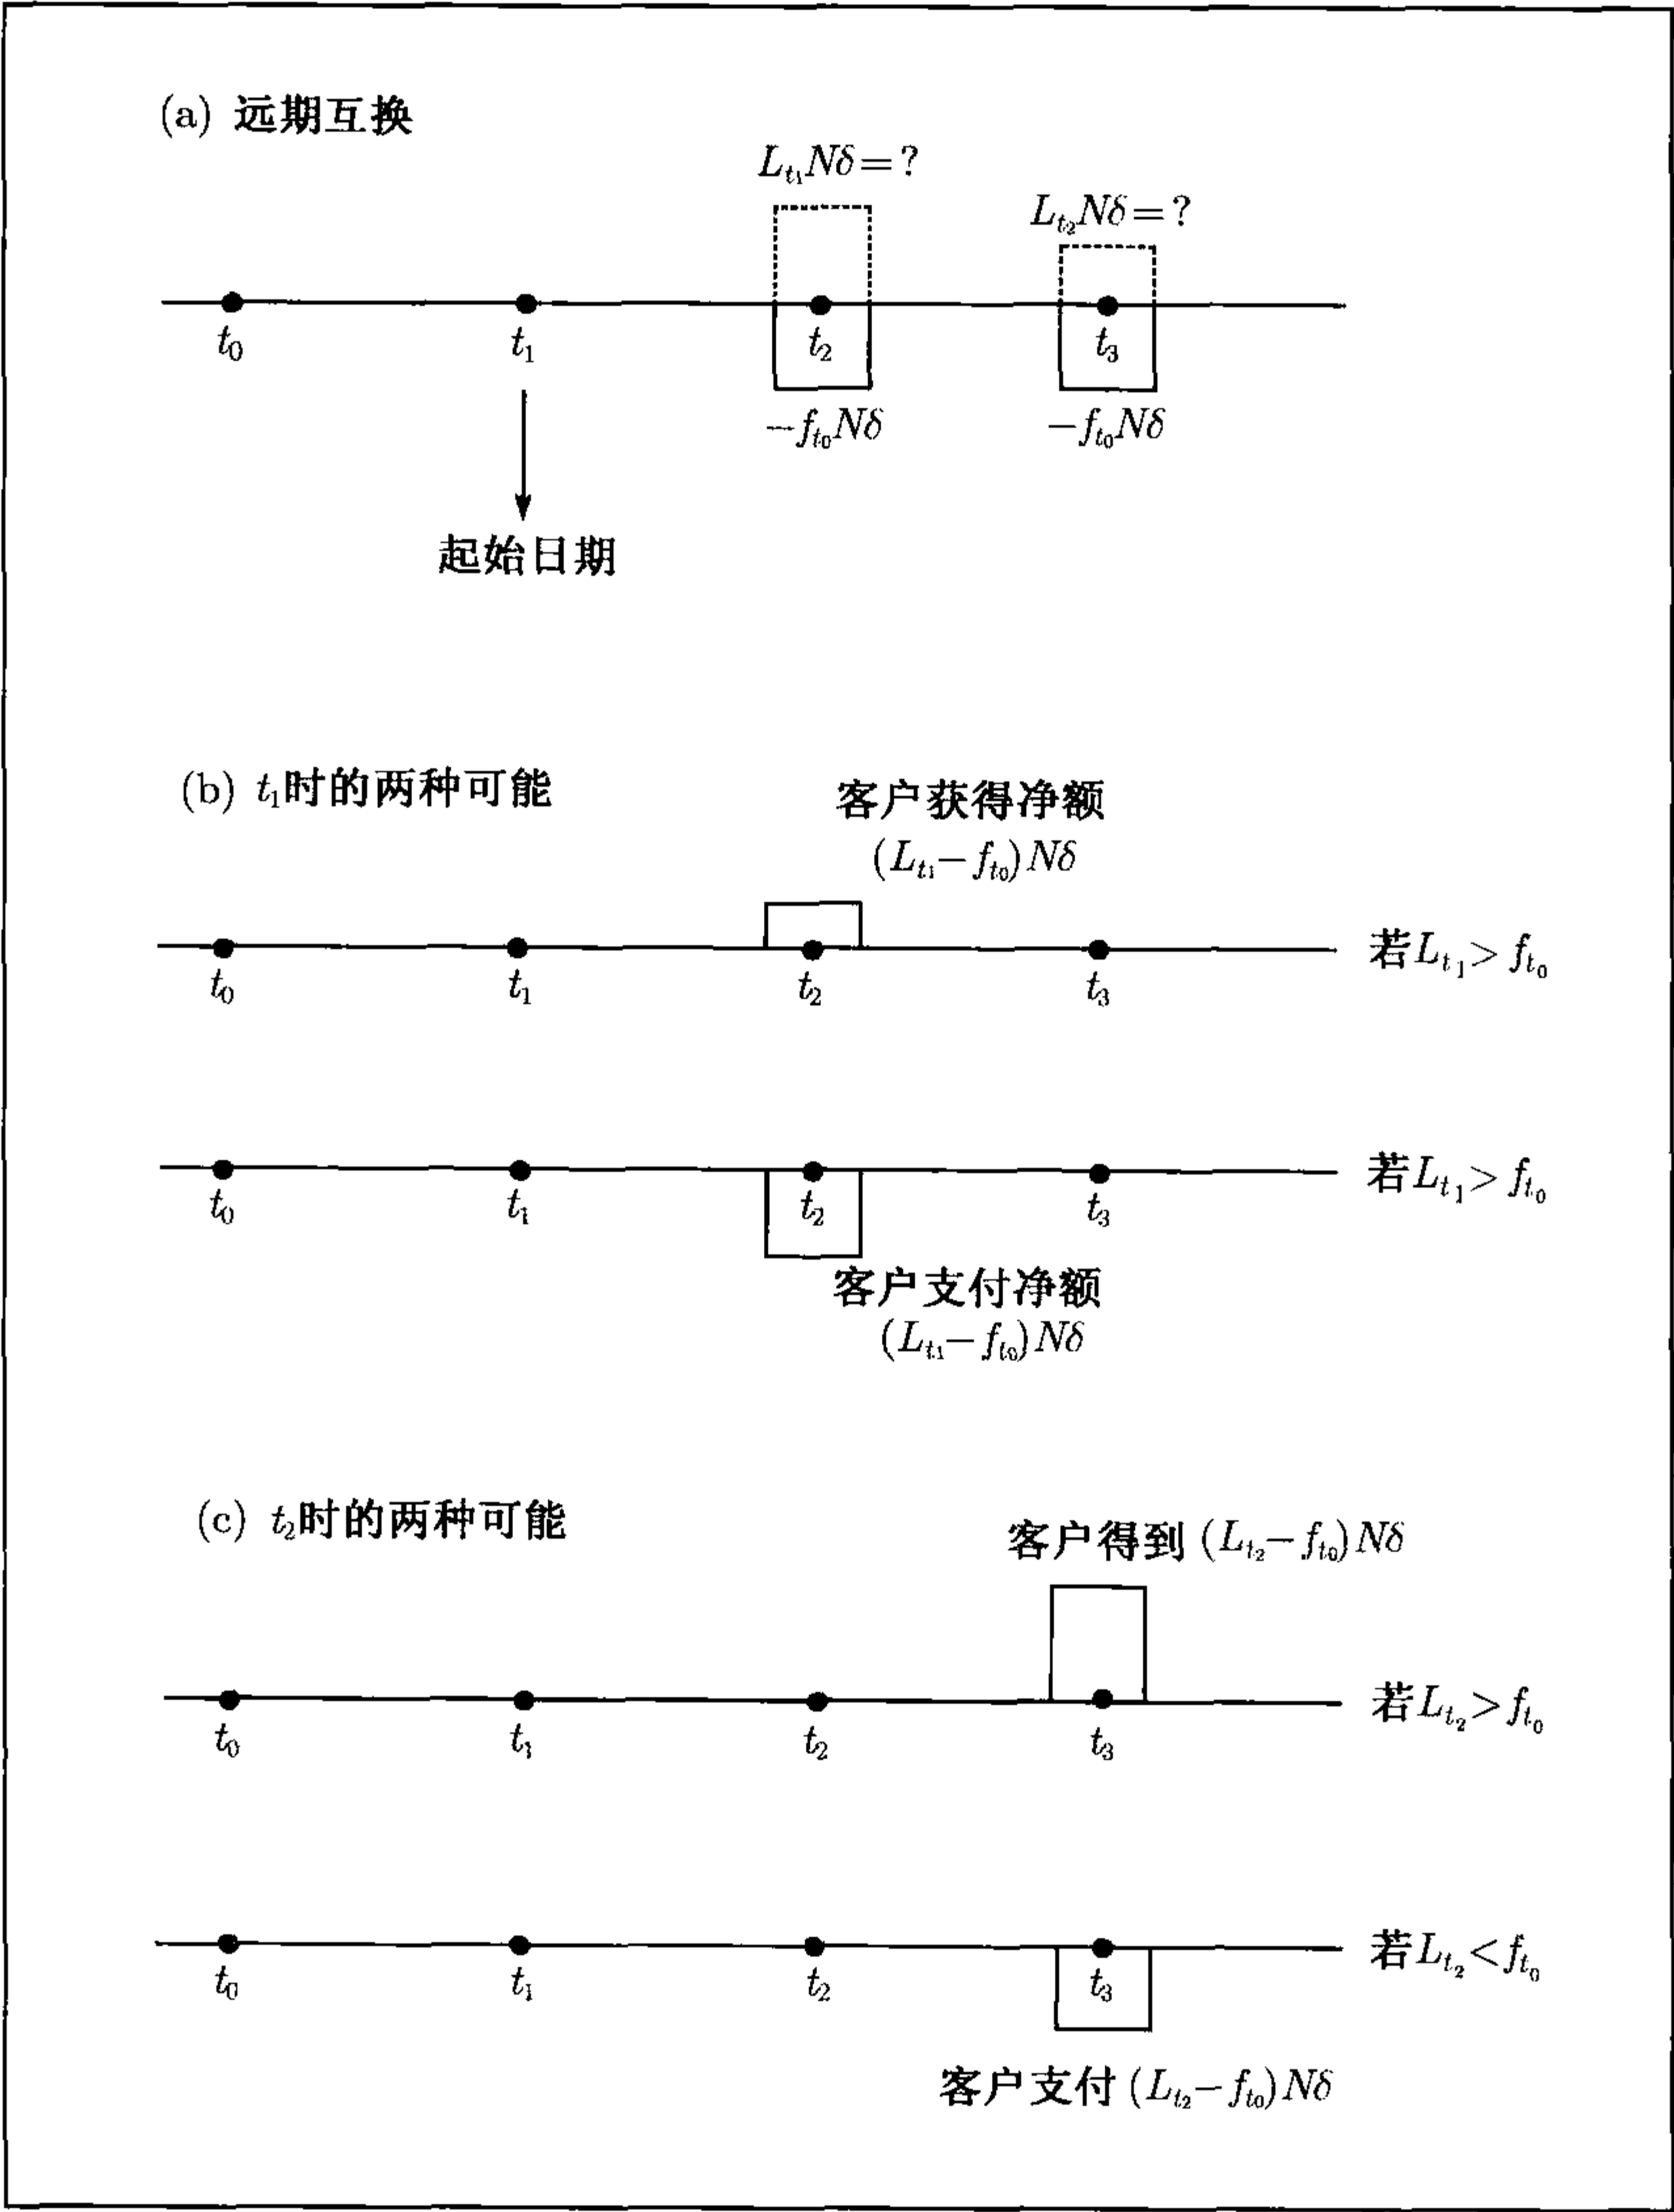 (a) 远期互换
L_{t_1}Nδ=?
L_{t_2}Nδ=?
t_0 t_1 t_2 t_3
-f_{t_0}Nδ -f_{t_0}Nδ
起始日期
(b) t_1时的两种可能
客户获得净额
(L_{t_1}-f_{t_0})Nδ
若L_{t_1}>f_{t_0}
t_0 t_1 t_2 t_3
若L_{t_1}>f_{t_0}
t_0 t_1 t_2 t_3
客户支付净额
(L_{t_1}-f_{t_0})Nδ
(c) t_2时的两种可能
客户得到 (L_{t_2}-f_{t_0})Nδ
若L_{t_2}>f_{t_0}
t_0 t_1 t_2 t_3
若L_{t_2}<f_{t_0}
t_0 t_1 t_2 t_3
客户支付 (L_{t_2}-f_{t_0})Nδ